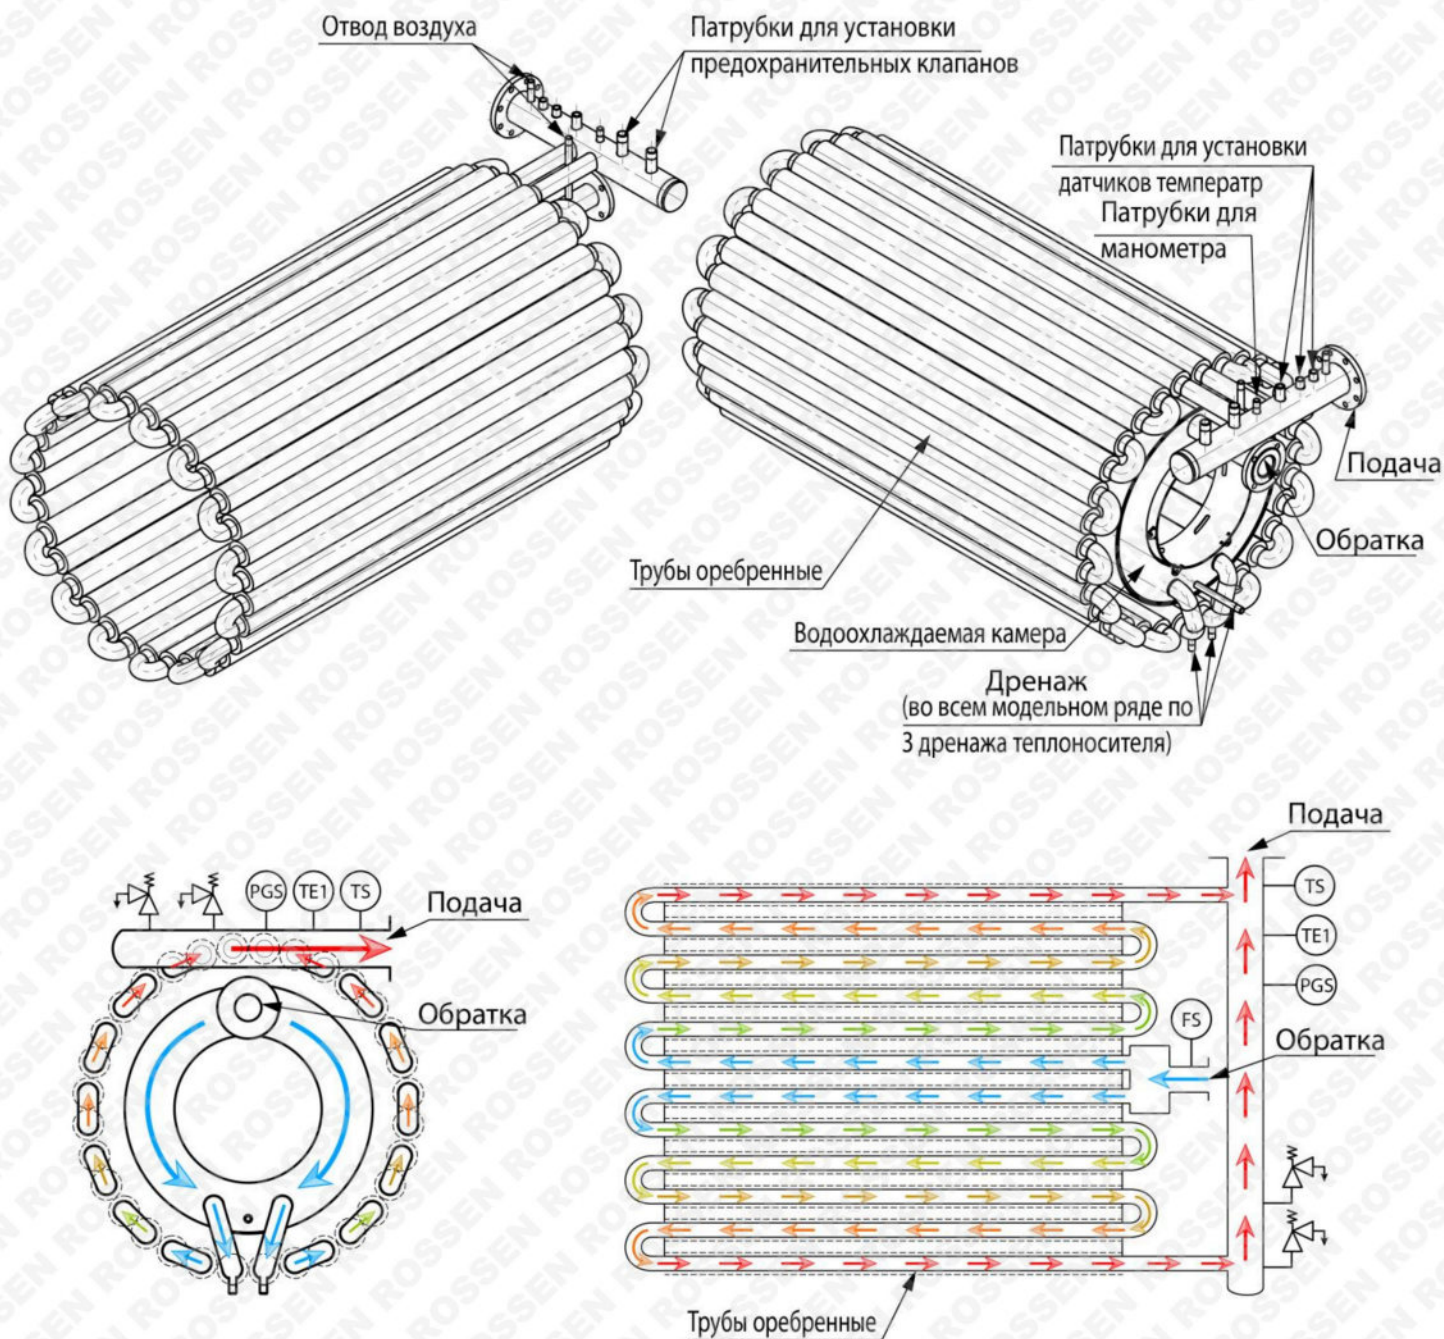 Отвод воздуха
Патрубки для установки
предохранительных клапанов
Патрубки для установки
датчиков температр
Патрубки для
манометра
Подача
Обратка
Трубы оребренные
Водоохлаждаемая камера
Дренаж
(во всем модельном ряде по
3 дренажа теплоносителя)
PGS
TE1
TS
Подача
Обратка
Подача
TS
TE1
PGS
FS
Обратка
Трубы оребренные
ROSSEN